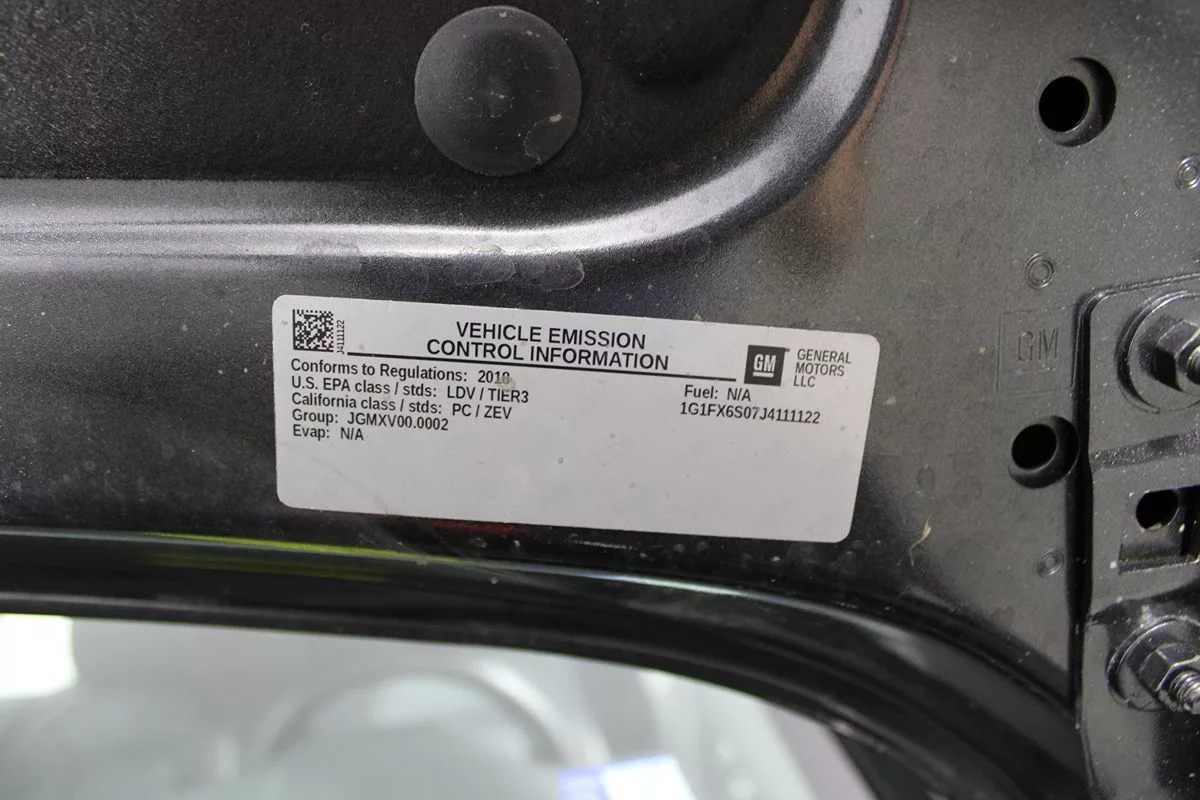 J4111122
VEHICLE EMISSION
CONTROL INFORMATION
GM
GENERAL
MOTORS
LLC
Conforms to Regulations: 2018
U.S. EPA class / stds: LDV / TIER3
California class / stds: PC / ZEV
Group: JGMXV00.0002
Evap: N/A
Fuel: N/A
1G1FX6S07J4111122
GM